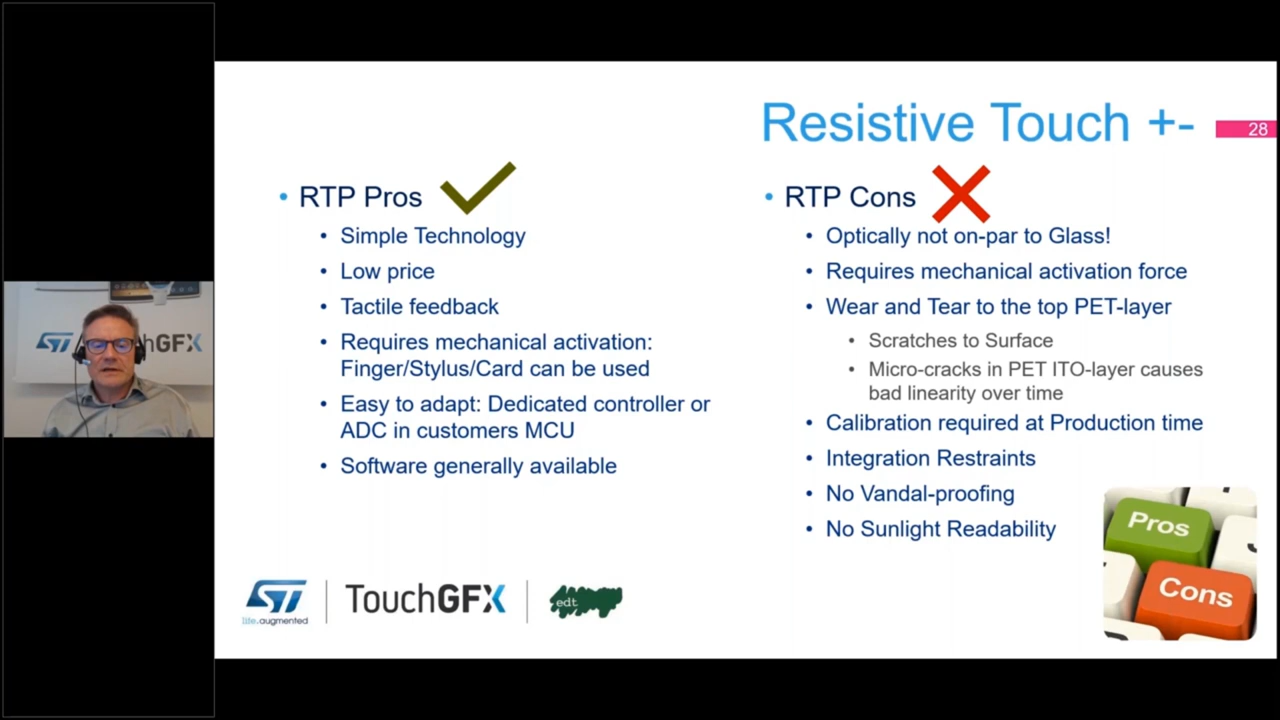 Resistive Touch +-
28
• RTP Pros
• Simple Technology
• Low price
• Tactile feedback
• Requires mechanical activation:
Finger/Stylus/Card can be used
• Easy to adapt: Dedicated controller or
ADC in customers MCU
• Software generally available
• RTP Cons
• Optically not on-par to Glass!
• Requires mechanical activation force
• Wear and Tear to the top PET-layer
• Scratches to Surface
• Micro-cracks in PET ITO-layer causes
bad linearity over time
• Calibration required at Production time
• Integration Restraints
• No Vandal-proofing
• No Sunlight Readability
Pros
Cons
ST
life.augmented
TouchGFX
edt
ST
TouchGFX